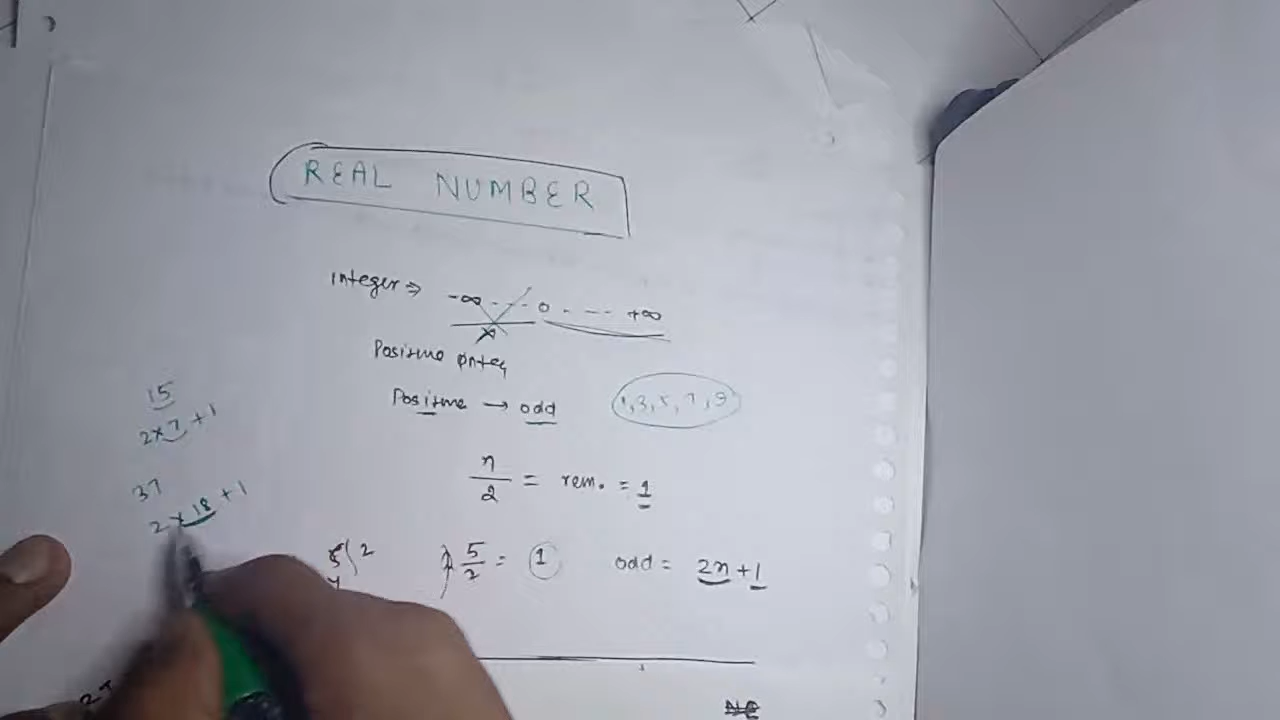 REAL NUMBER
Integer ⇒ -∞ . - - - 0 . - - - +∞
x
Positive
Positive → odd
1,3,5,7,9
15
2×7+1
n/2 = rem. = 1
37
2×18+1
5/2 = 1
odd = 2n+1